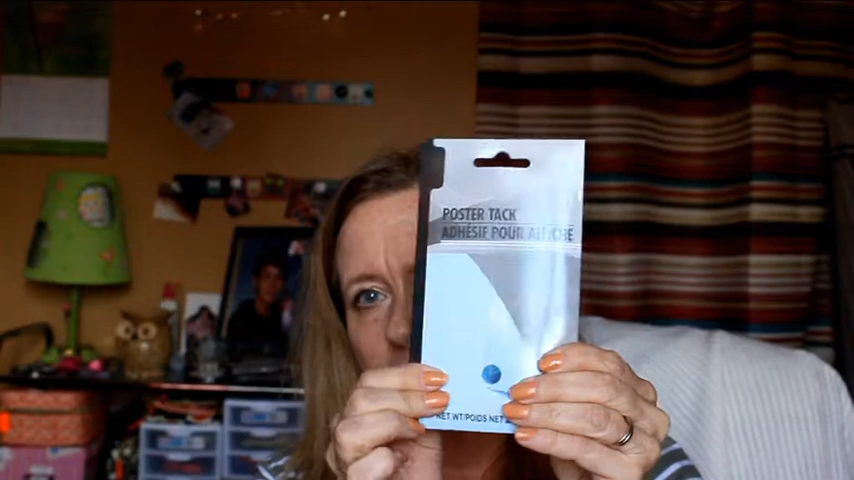 POSTER TACK
ADHÉSIF POUR AFFICHE
NET WT/POIDS NET